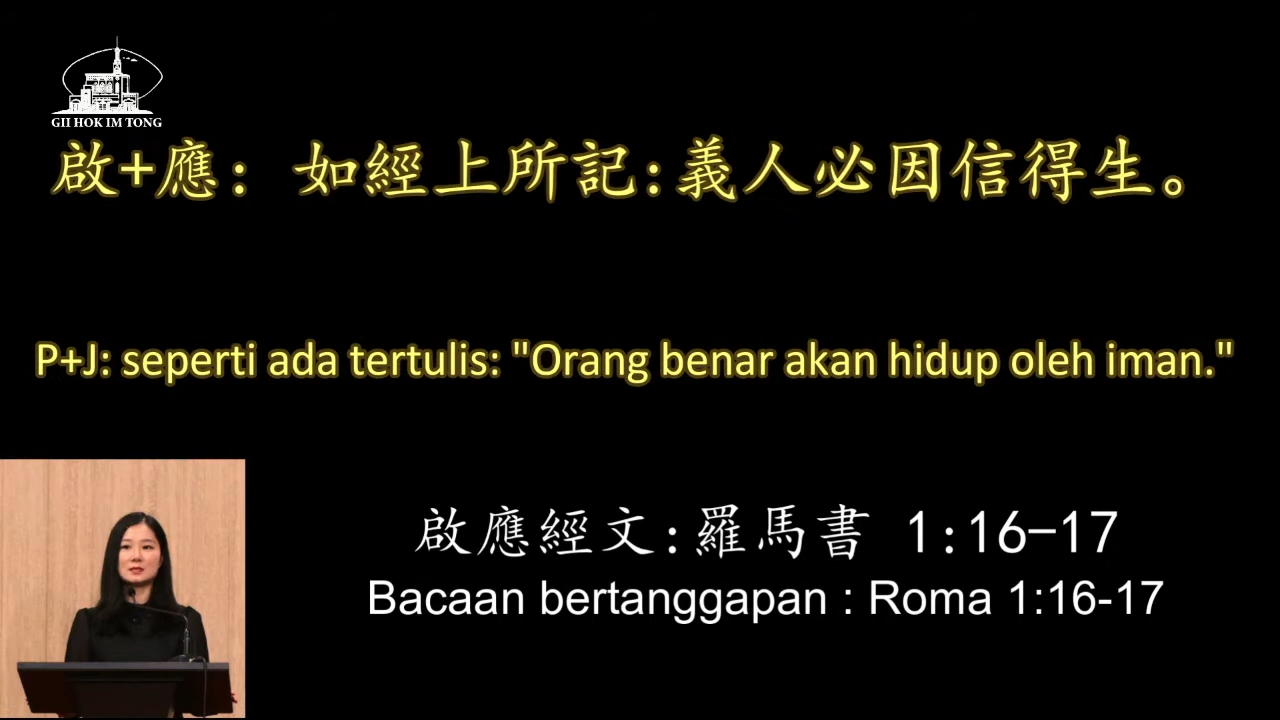 GII HOK IM TONG
啟+應: 如經上所記:義人必因信得生。
P+J: seperti ada tertulis: "Orang benar akan hidup oleh iman."
啟應經文:羅馬書 1:16-17
Bacaan bertanggapan : Roma 1:16-17